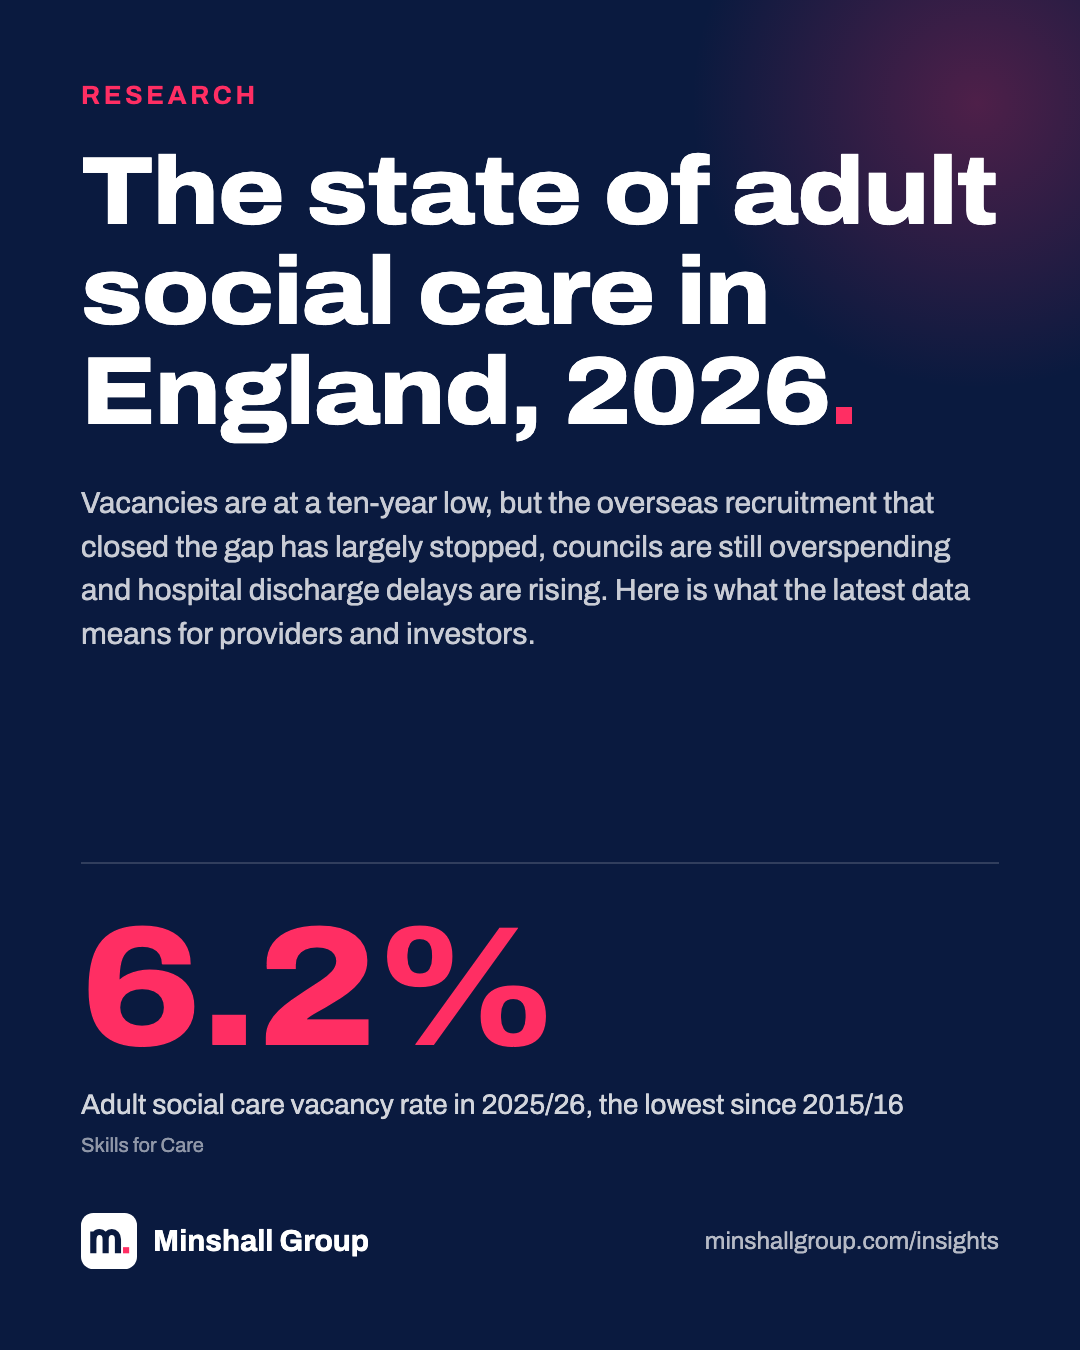 RESEARCH
The state of adult
social care in
England, 2026.
Vacancies are at a ten-year low, but the overseas recruitment that
closed the gap has largely stopped, councils are still overspending
and hospital discharge delays are rising. Here is what the latest data
means for providers and investors.
6.2%
Adult social care vacancy rate in 2025/26, the lowest since 2015/16
Skills for Care
m. Minshall Group
minshallgroup.com/insights